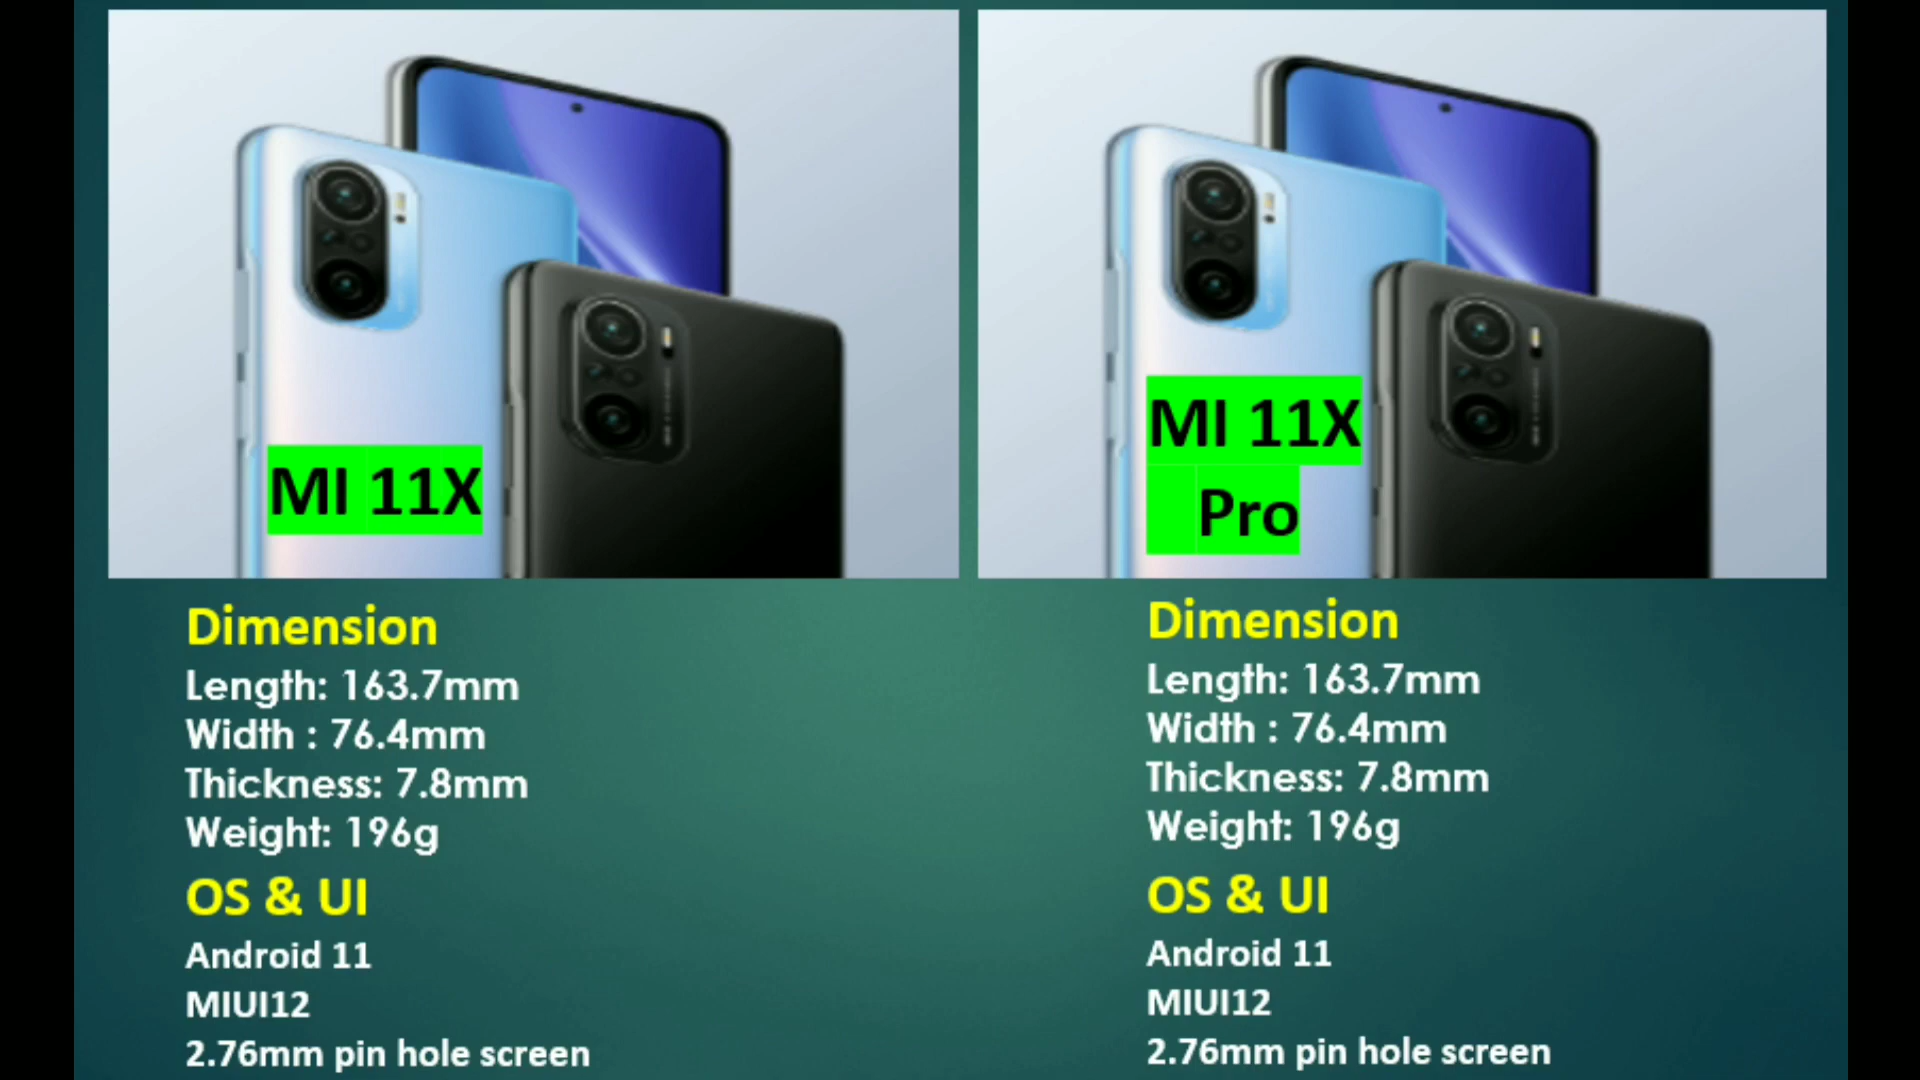 MI 11X
Dimension
Length: 163.7mm
Width : 76.4mm
Thickness: 7.8mm
Weight: 196g
OS & UI
Android 11
MIUI12
2.76mm pin hole screen
MI 11X
Pro
Dimension
Length: 163.7mm
Width : 76.4mm
Thickness: 7.8mm
Weight: 196g
OS & UI
Android 11
MIUI12
2.76mm pin hole screen